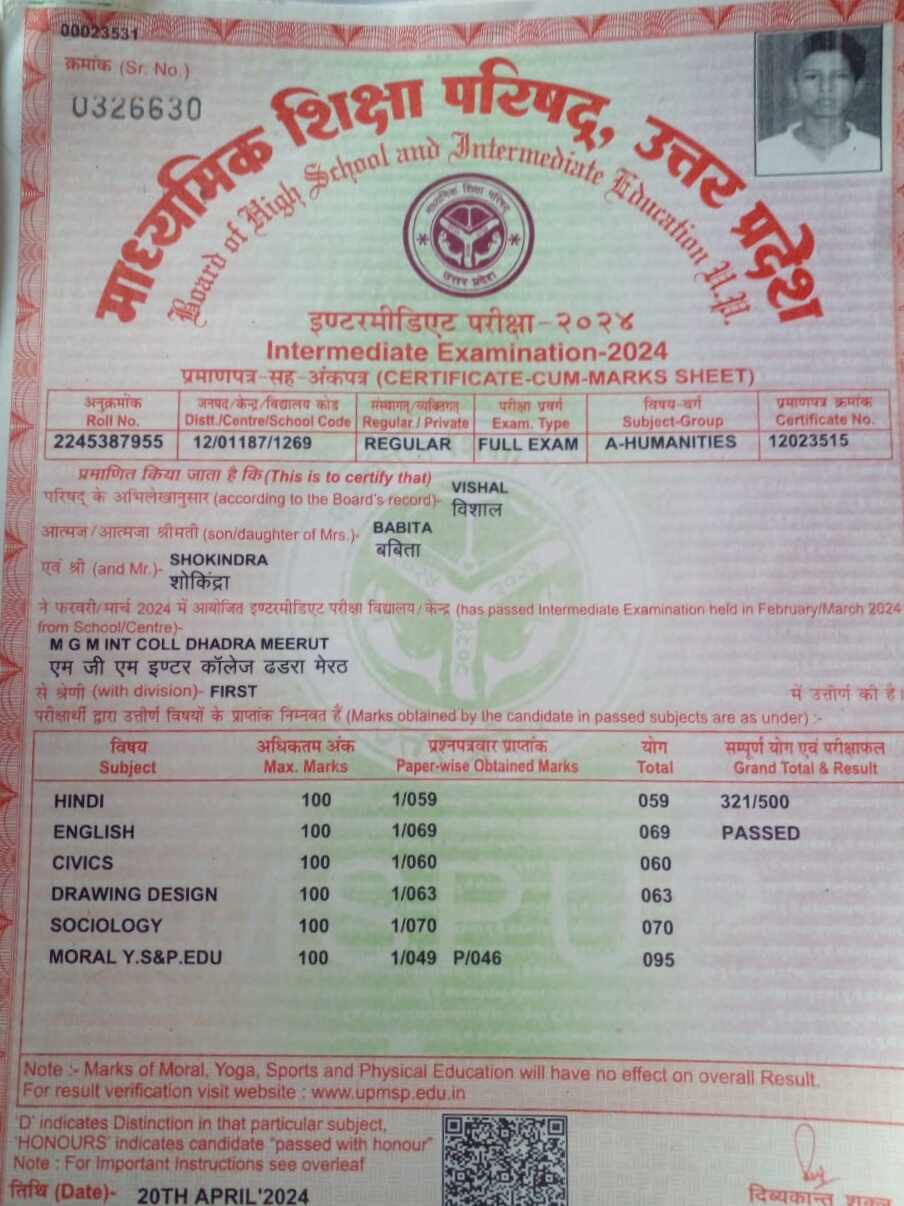 00023531
क्रमांक (Sr. No.)
0326630
माध्यमिक शिक्षा परिषद्, उत्तर प्रदेश
Board of High School and Intermediate Education U.P.
माध्यमिक शिक्षा परिषद्
उत्तर प्रदेश
इण्टरमीडिएट परीक्षा-२०२४
Intermediate Examination-2024
प्रमाणपत्र-सह-अंकपत्र (CERTIFICATE-CUM-MARKS SHEET)
अनुक्रमांक जनपद/केन्द्र/विद्यालय कोड संस्थागत्/व्यक्तिगत् परीक्षा प्रवर्ग विषय-वर्ग प्रमाणपत्र क्रमांक
Roll No. Distt./Centre/School Code Regular / Private Exam. Type Subject-Group Certificate No.
2245387955 12/01187/1269 REGULAR FULL EXAM A-HUMANITIES 12023515
प्रमाणित किया जाता है कि (This is to certify that)
परिषद् के अभिलेखानुसार (according to the Board's record)- VISHAL
विशाल
आत्मज/आत्मजा श्रीमती (son/daughter of Mrs.)- BABITA
बबिता
एवं श्री (and Mr.)- SHOKINDRA
शोकिंद्रा
ने फरवरी/मार्च 2024 में आयोजित इण्टरमीडिएट परीक्षा विद्यालय/केन्द्र (has passed Intermediate Examination held in February/March 2024
from School/Centre)-
M G M INT COLL DHADRA MEERUT
एम जी एम इण्टर कॉलेज ढडरा मेरठ
से श्रेणी (with division)- FIRST में उत्तीर्ण की है।
परीक्षार्थी द्वारा उत्तीर्ण विषयों के प्राप्तांक निम्नवत हैं (Marks obtained by the candidate in passed subjects are as under) :-
विषय अधिकतम अंक प्रश्नपत्रवार प्राप्तांक योग सम्पूर्ण योग एवं परीक्षाफल
Subject Max. Marks Paper-wise Obtained Marks Total Grand Total & Result
HINDI 100 1/059 059 321/500
ENGLISH 100 1/069 069 PASSED
CIVICS 100 1/060 060
DRAWING DESIGN 100 1/063 063
SOCIOLOGY 100 1/070 070
MORAL Y.S&P.EDU 100 1/049 P/046 095
Note :- Marks of Moral, Yoga, Sports and Physical Education will have no effect on overall Result.
For result verification visit website : www.upmsp.edu.in
'D' indicates Distinction in that particular subject,
'HONOURS' indicates candidate "passed with honour"
Note : For Important Instructions see overleaf
तिथि (Date)- 20TH APRIL'2024
दिव्यकान्त शुक्ल